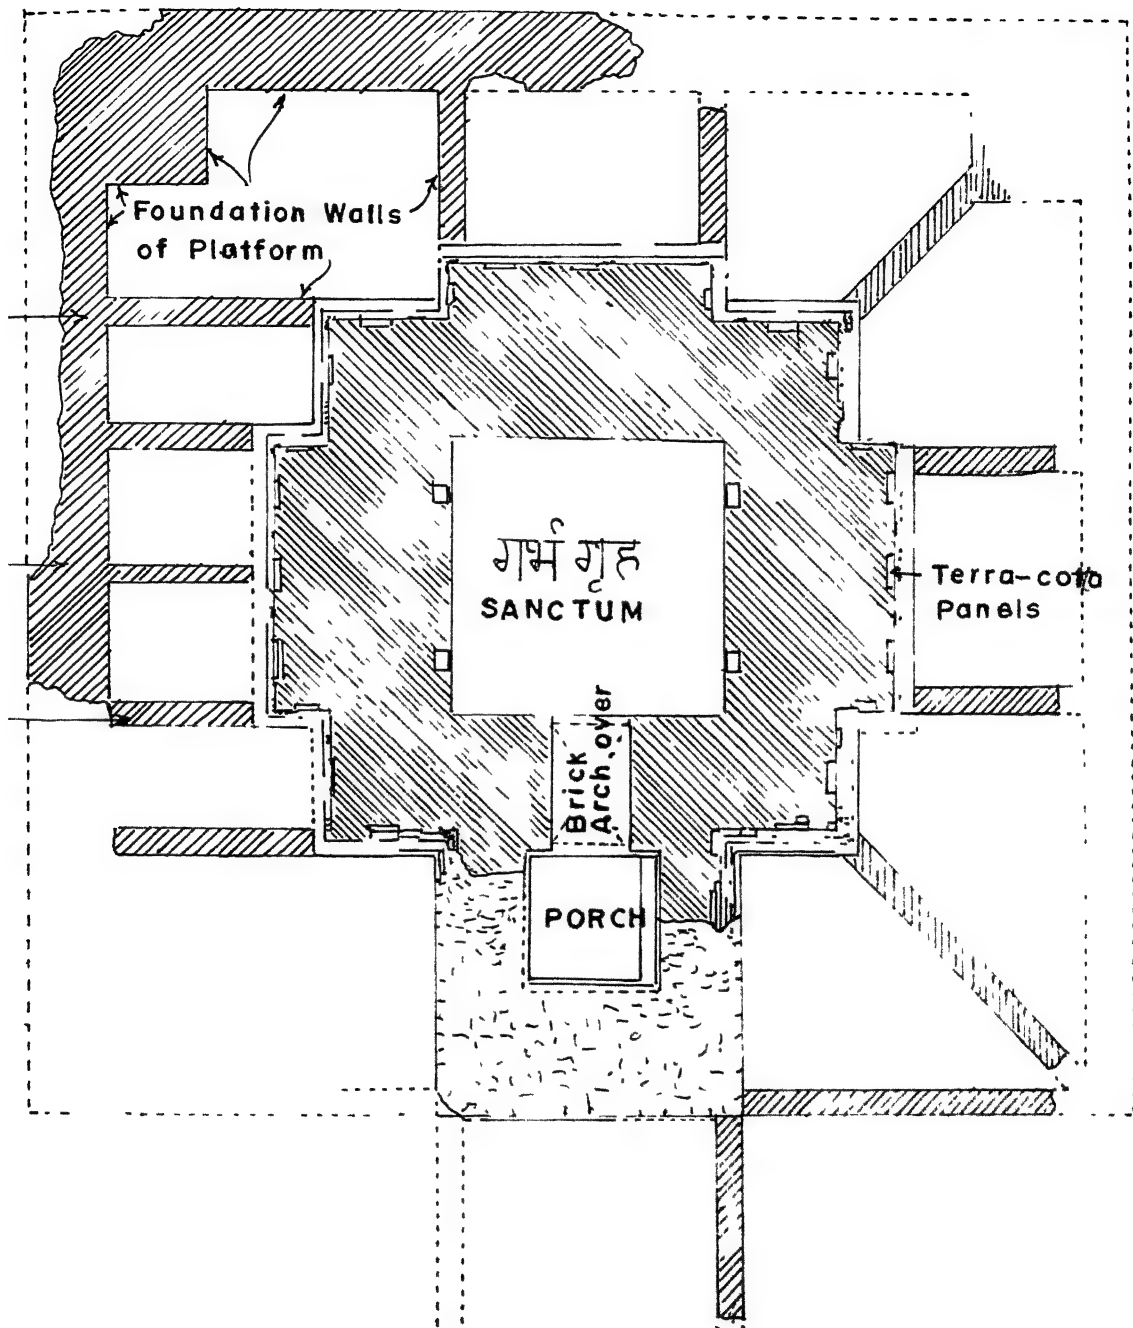 Foundation Walls
of Platform
गर्भ गृह
SANCTUM
Terra-cota
Panels
Brick
Arch over
PORCH